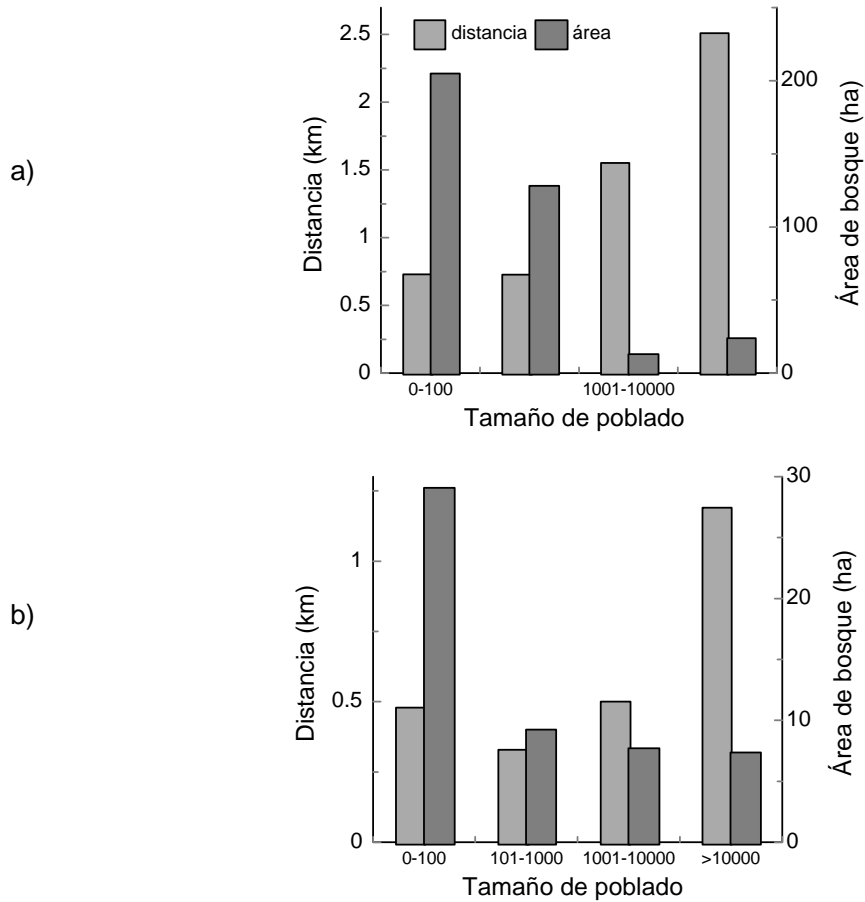 a)
distancia área
Distancia (km)
2.5
2
1.5
1
0.5
0
200
100
0
Área de bosque (ha)
0-100 1001-10000
Tamaño de poblado
b)
Distancia (km)
1
0.5
0
30
20
10
0
Área de bosque (ha)
0-100 101-1000 1001-10000 >10000
Tamaño de poblado